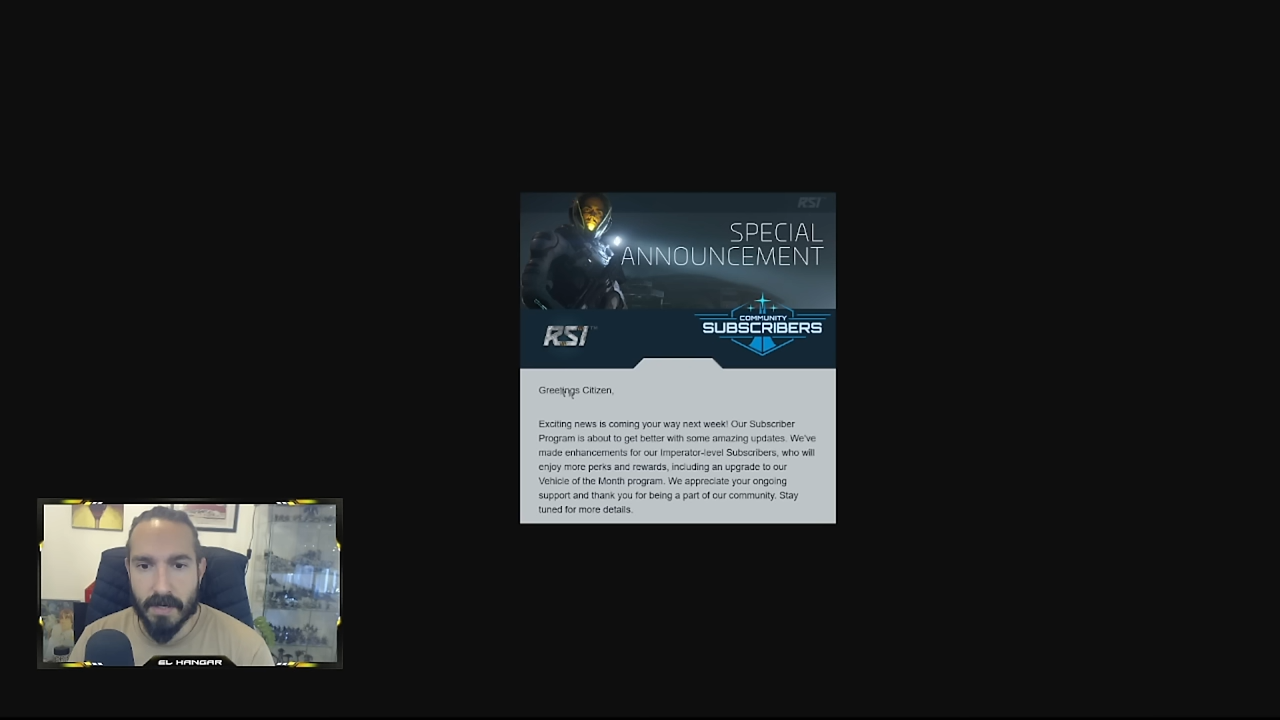 RSI
SPECIAL
ANNOUNCEMENT
RSI™
COMMUNITY
SUBSCRIBERS
Greetings Citizen,
Exciting news is coming your way next week! Our Subscriber
Program is about to get better with some amazing updates. We've
made enhancements for our Imperator-level Subscribers, who will
enjoy more perks and rewards, including an upgrade to our
Vehicle of the Month program. We appreciate your ongoing
support and thank you for being a part of our community. Stay
tuned for more details.
EL HANGAR